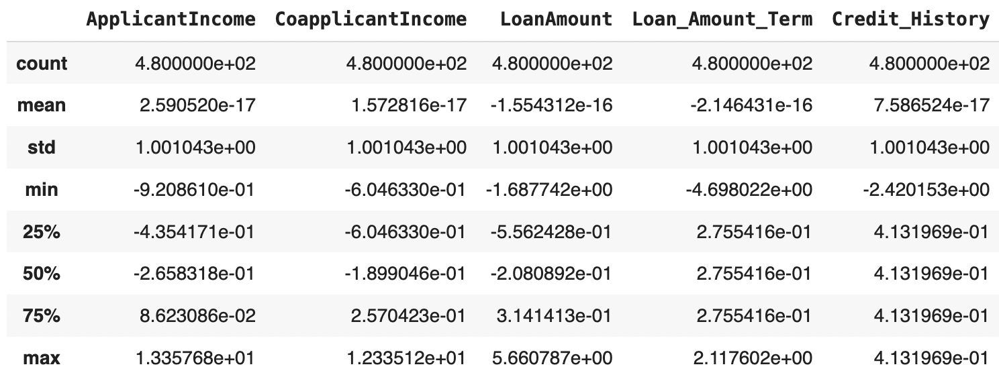 ApplicantIncome CoapplicantIncome LoanAmount Loan_Amount_Term Credit_History
count 4.800000e+02 4.800000e+02 4.800000e+02 4.800000e+02 4.800000e+02
mean 2.590520e-17 1.572816e-17 -1.554312e-16 -2.146431e-16 7.586524e-17
std 1.001043e+00 1.001043e+00 1.001043e+00 1.001043e+00 1.001043e+00
min -9.208610e-01 -6.046330e-01 -1.687742e+00 -4.698022e+00 -2.420153e+00
25% -4.354171e-01 -6.046330e-01 -5.562428e-01 2.755416e-01 4.131969e-01
50% -2.658318e-01 -1.899046e-01 -2.080892e-01 2.755416e-01 4.131969e-01
75% 8.623086e-02 2.570423e-01 3.141413e-01 2.755416e-01 4.131969e-01
max 1.335768e+01 1.233512e+01 5.660787e+00 2.117602e+00 4.131969e-01